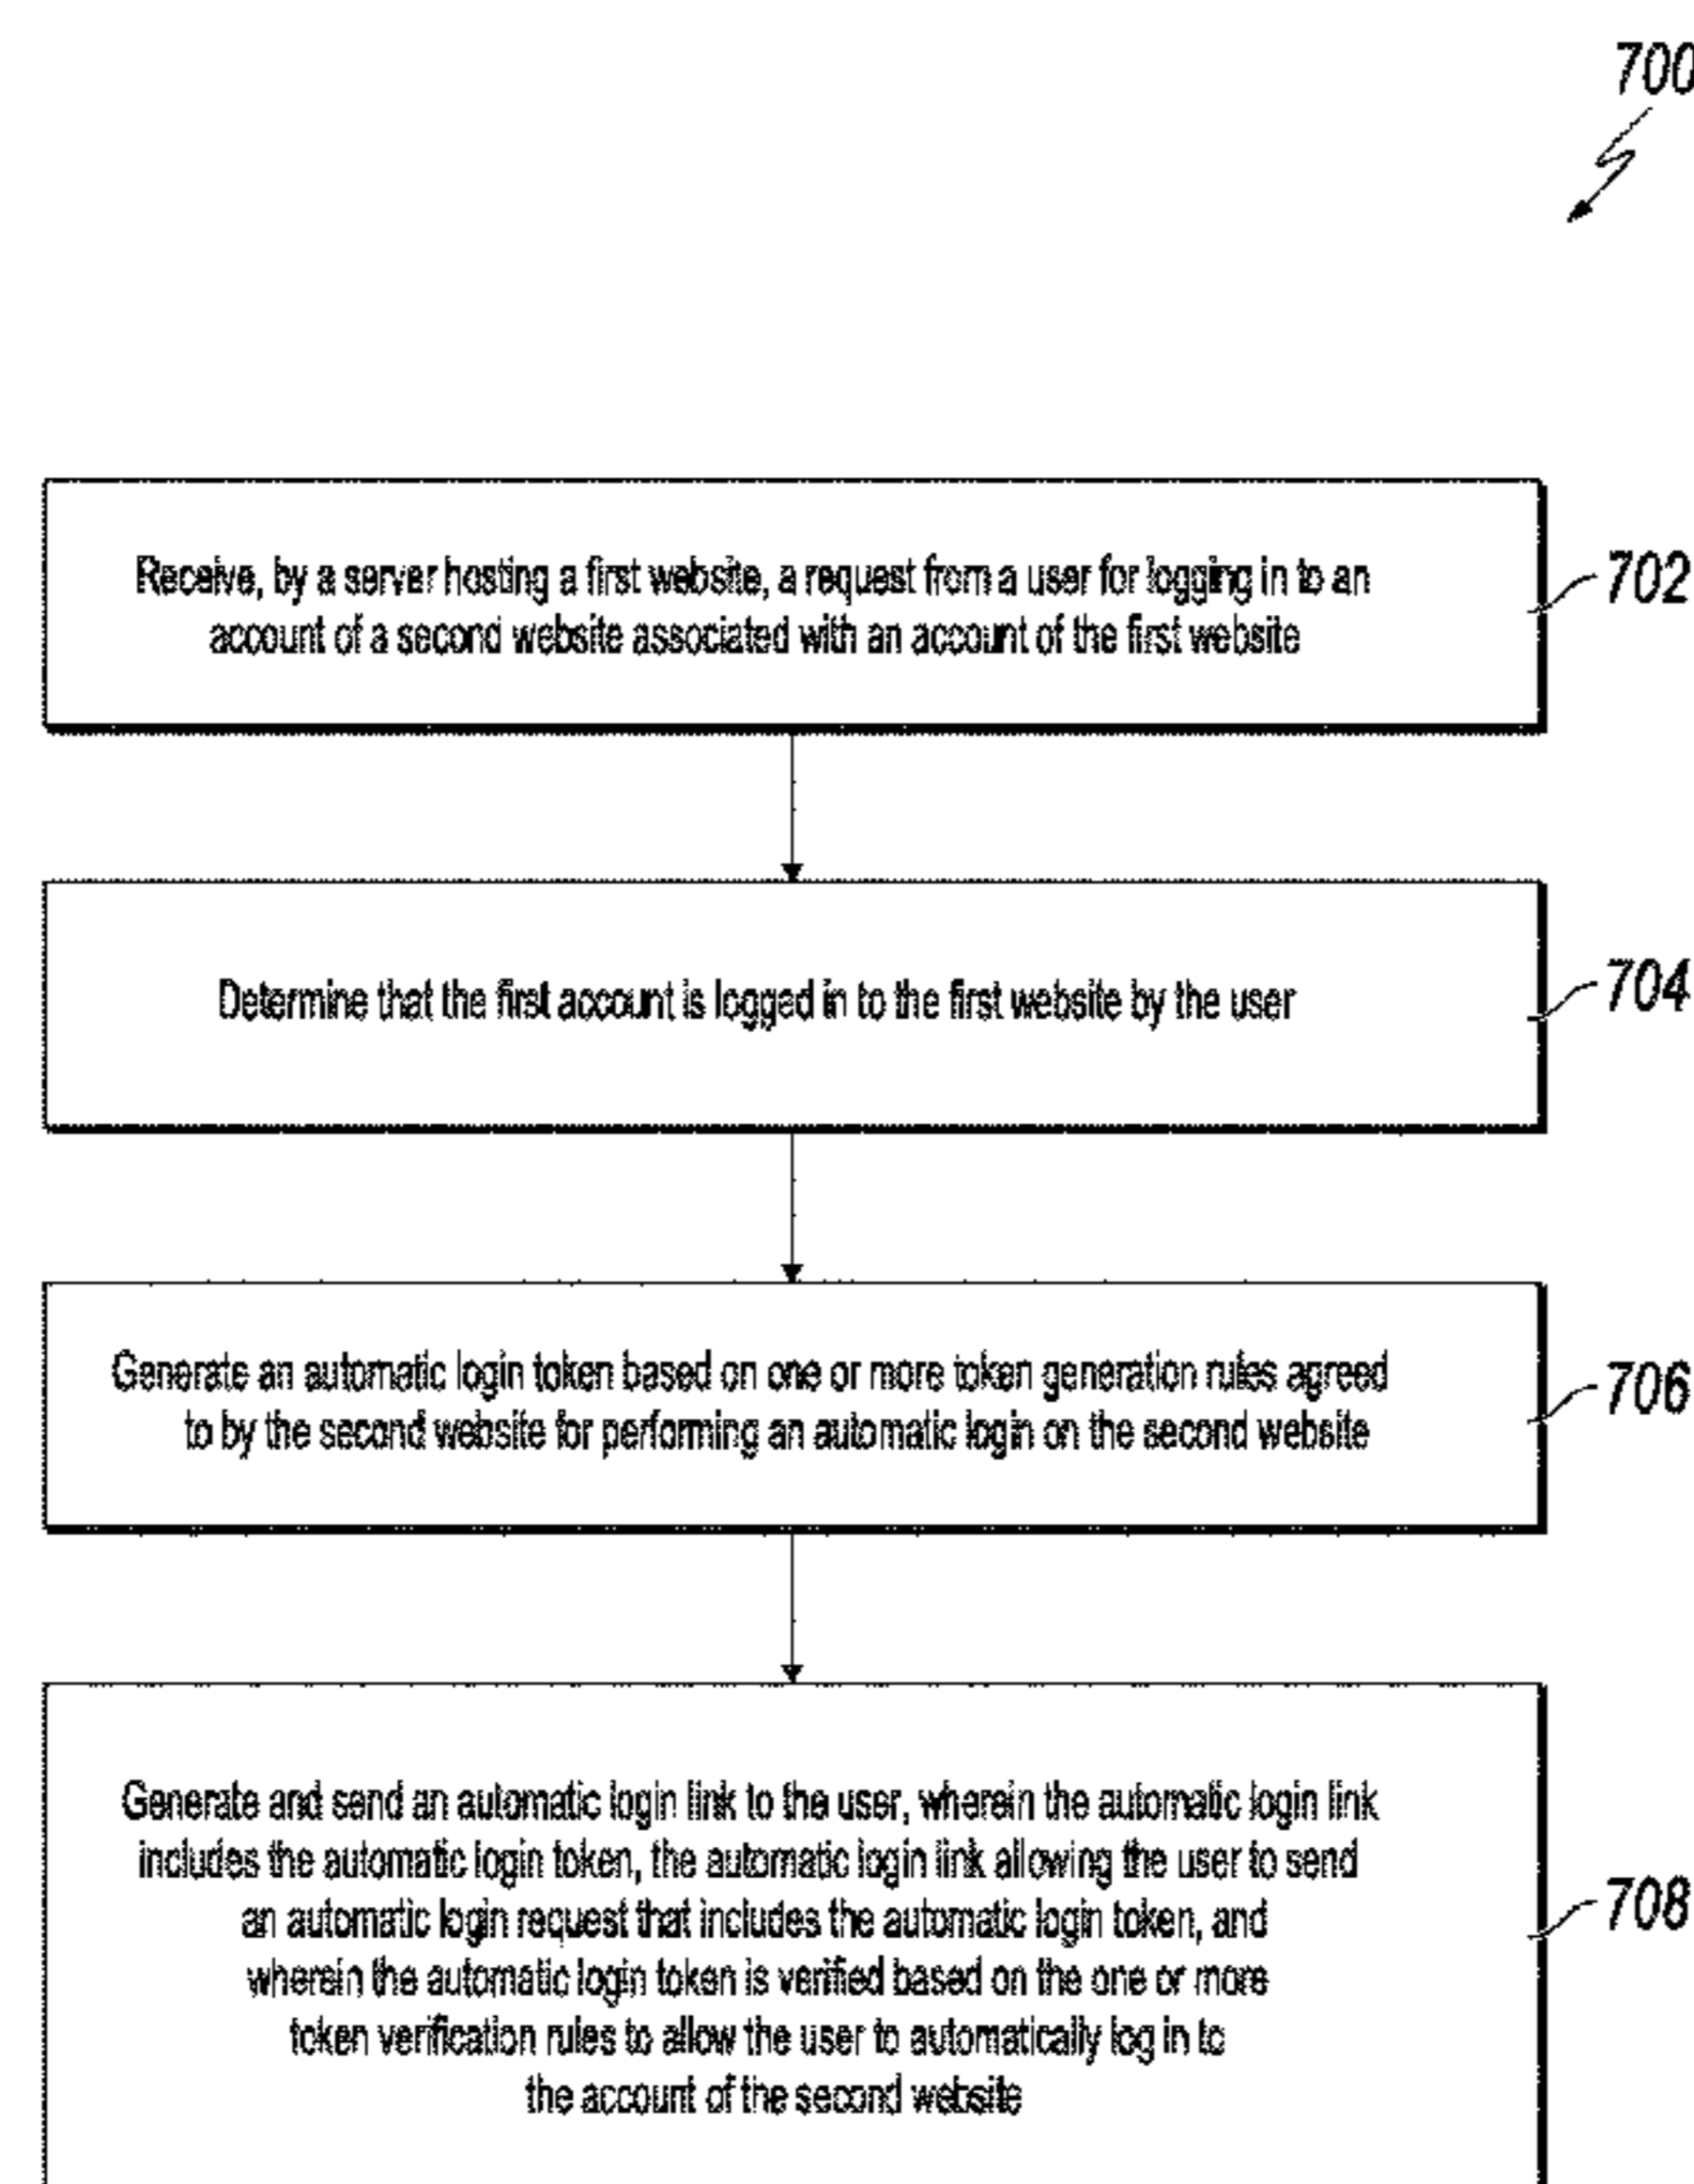 700
Receive, by a server hosting a first website, a request from a user for logging in to an
account of a second website associated with an account of the first website
702
Determine that the first account is logged in to the first website by the user
704
Generate an automatic login token based on one or more token generation rules agreed
to by the second website for performing an automatic login on the second website
706
Generate and send an automatic login link to the user, wherein the automatic login link
includes the automatic login token, the automatic login link allowing the user to send
an automatic login request that includes the automatic login token, and
wherein the automatic login token is verified based on the one or more
token verification rules to allow the user to automatically log in to
the account of the second website
708